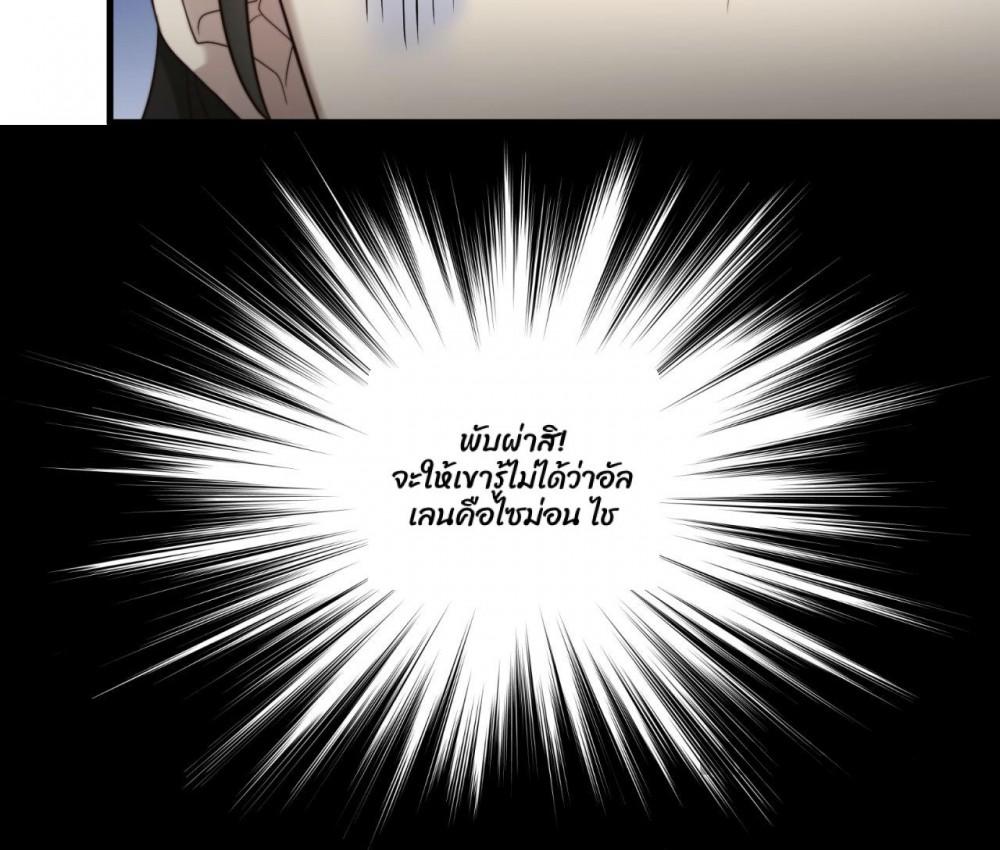 พับผ่าสิ!
จะให้เขารู้ไม่ได้ว่าอัล
เลนคือไซม่อน ไช